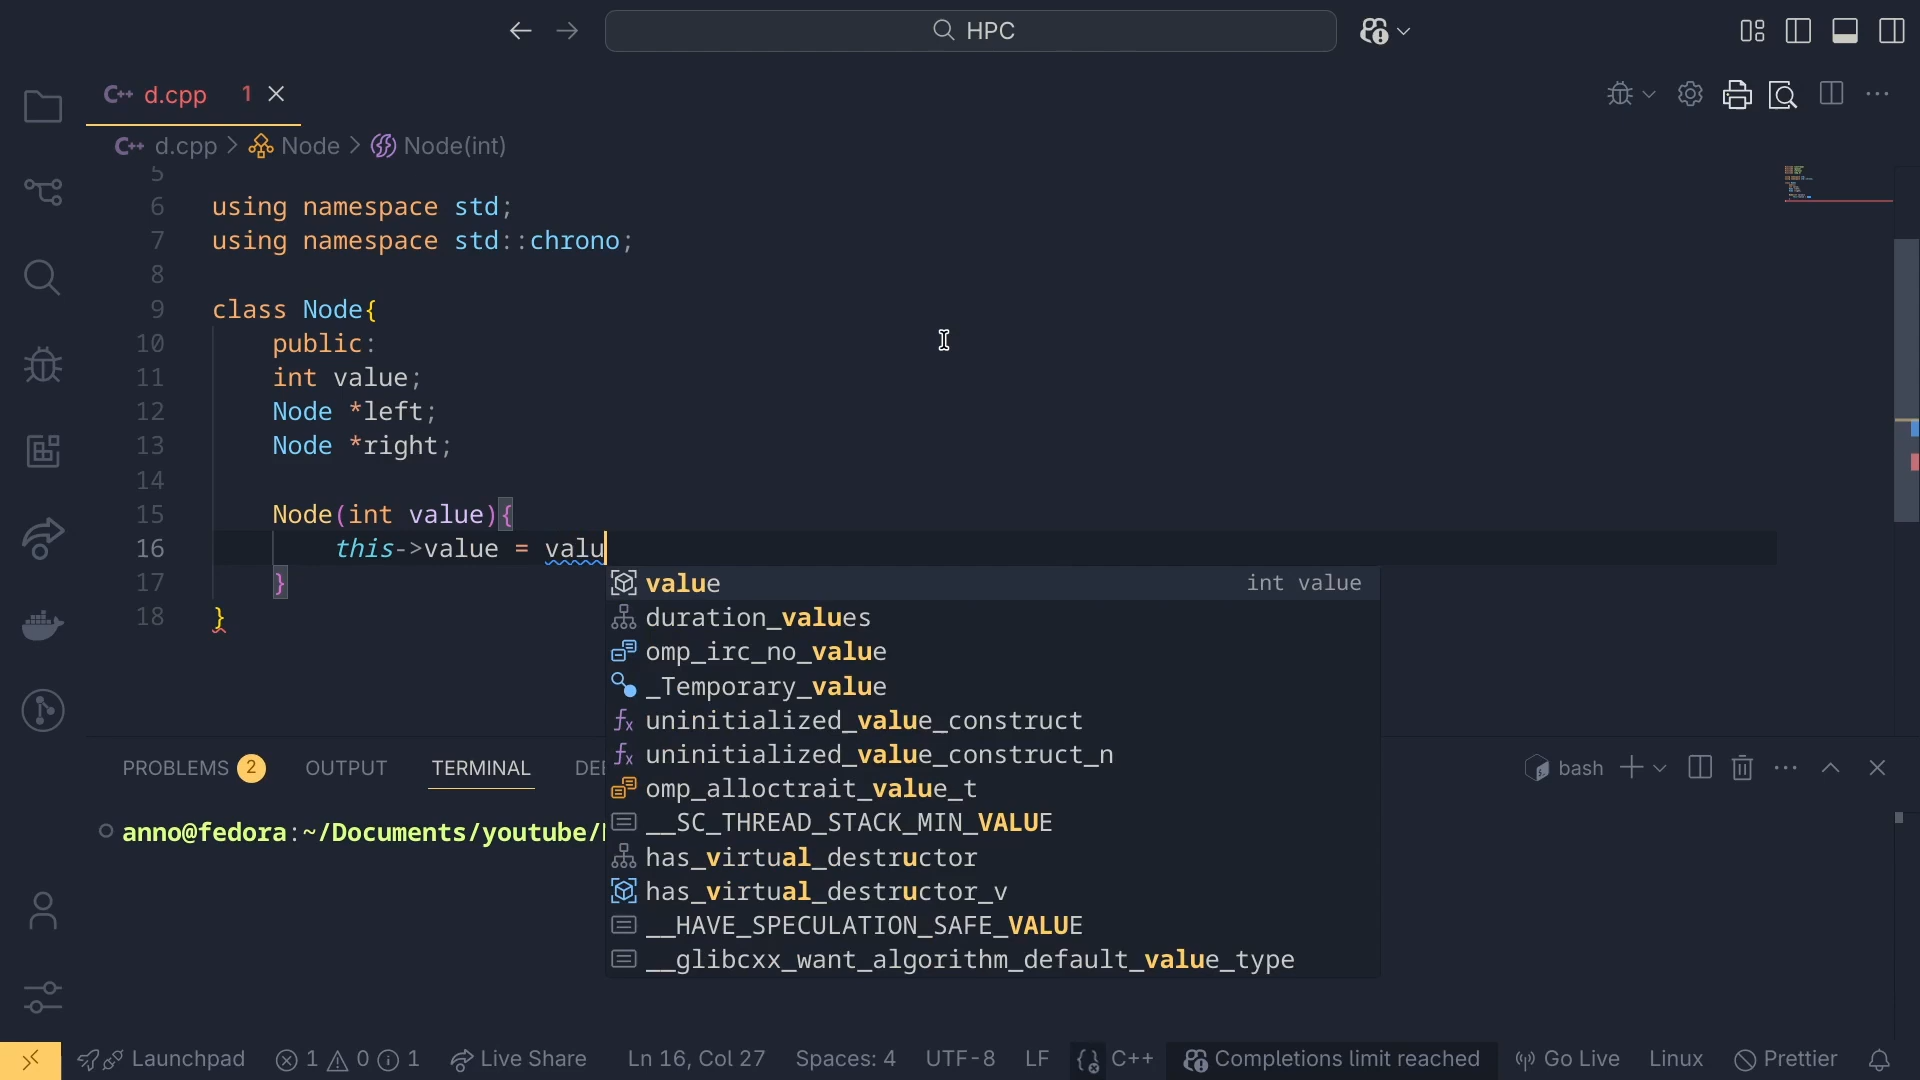 HPC
C++ d.cpp 1
C++ d.cpp > Node > Node(int)
5
6 using namespace std;
7 using namespace std::chrono;
8
9 class Node{
10 public:
11 int value;
12 Node *left;
13 Node *right;
14
15 Node(int value){
16 this->value = valu
17 }
18 }
value int value
duration_values
omp_irc_no_value
_Temporary_value
uninitialized_value_construct
uninitialized_value_construct_n
omp_alloctrait_value_t
__SC_THREAD_STACK_MIN_VALUE
has_virtual_destructor
has_virtual_destructor_v
__HAVE_SPECULATION_SAFE_VALUE
__glibcxx_want_algorithm_default_value_type
PROBLEMS 2 OUTPUT TERMINAL DE bash
anno@fedora:~/Documents/youtube/
Launchpad 1 0 1 Live Share Ln 16, Col 27 Spaces: 4 UTF-8 LF {} C++ Completions limit reached Go Live Linux Prettier